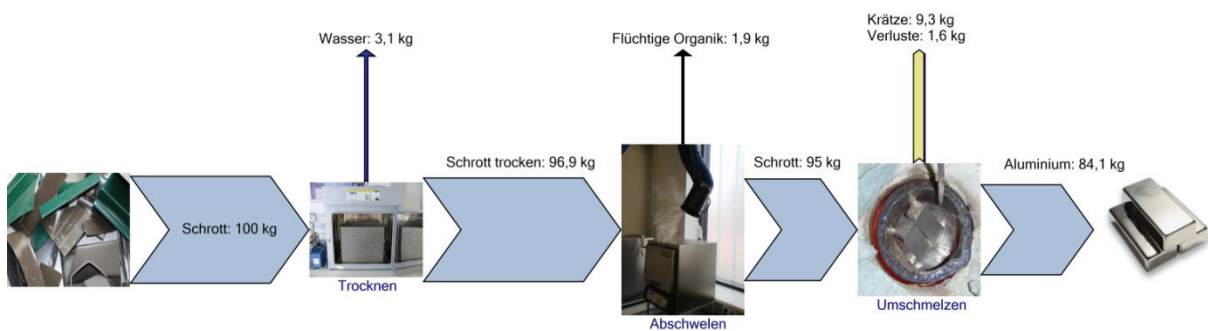 Wasser: 3,1 kg
Flüchtige Organik: 1,9 kg
Krätze: 9,3 kg
Verluste: 1,6 kg
Schrott: 100 kg
Schrott trocken: 96,9 kg
Schrott: 95 kg
Aluminium: 84,1 kg
Trocknen
Abschwelen
Umschmelzen